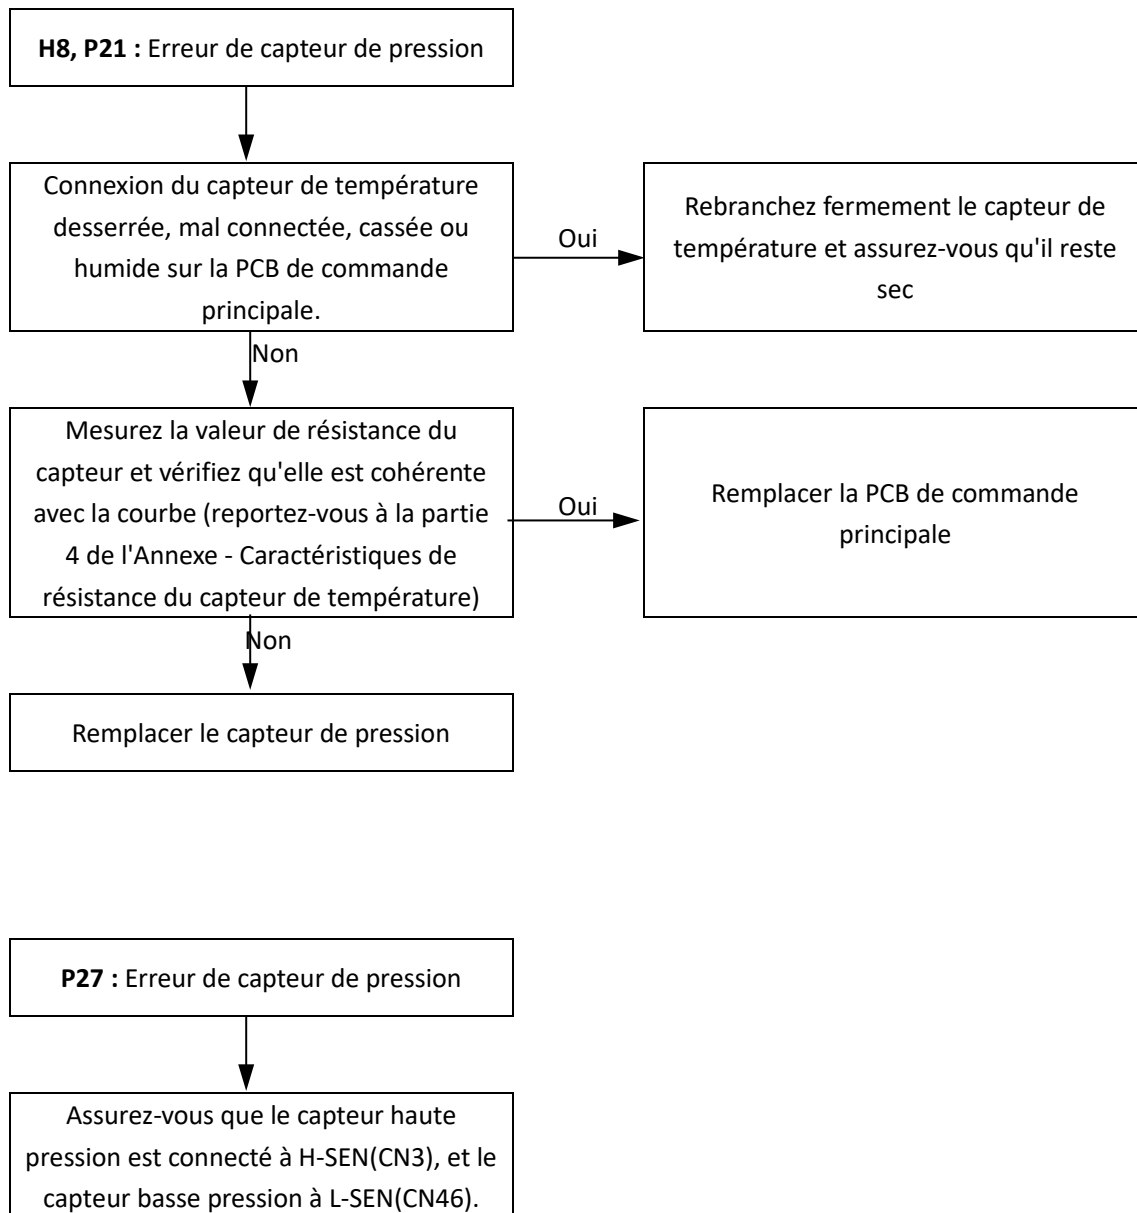 H8, P21 : Erreur de capteur de pression
Connexion du capteur de température
desserrée, mal connectée, cassée ou
humide sur la PCB de commande
principale.
Oui
Rebranchez fermement le capteur de
température et assurez-vous qu'il reste
sec
Non
Mesurez la valeur de résistance du
capteur et vérifiez qu'elle est cohérente
avec la courbe (reportez-vous à la partie
4 de l'Annexe - Caractéristiques de
résistance du capteur de température)
Oui
Remplacer la PCB de commande
principale
Non
Remplacer le capteur de pression
P27 : Erreur de capteur de pression
Assurez-vous que le capteur haute
pression est connecté à H-SEN(CN3), et le
capteur basse pression à L-SEN(CN46).